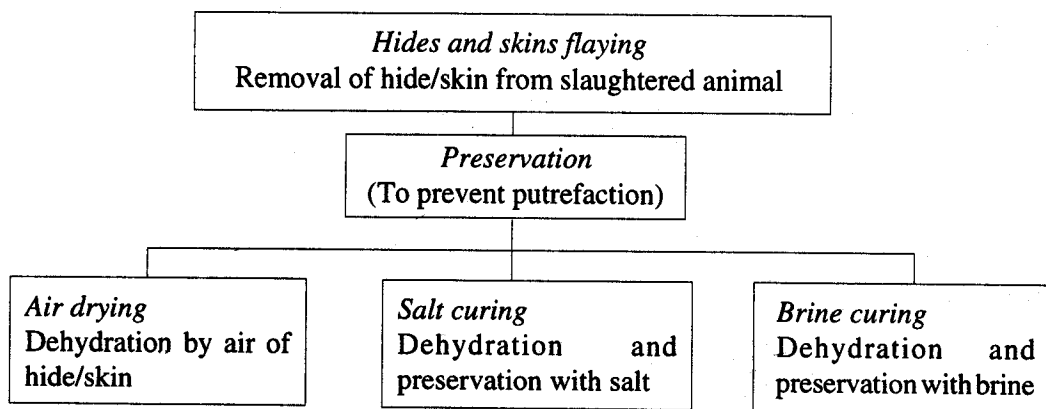 Hides and skins flaying
Removal of hide/skin from slaughtered animal
Preservation
(To prevent putrefaction)
Air drying
Dehydration by air of
hide/skin
Salt curing
Dehydration and
preservation with salt
Brine curing
Dehydration and
preservation with brine